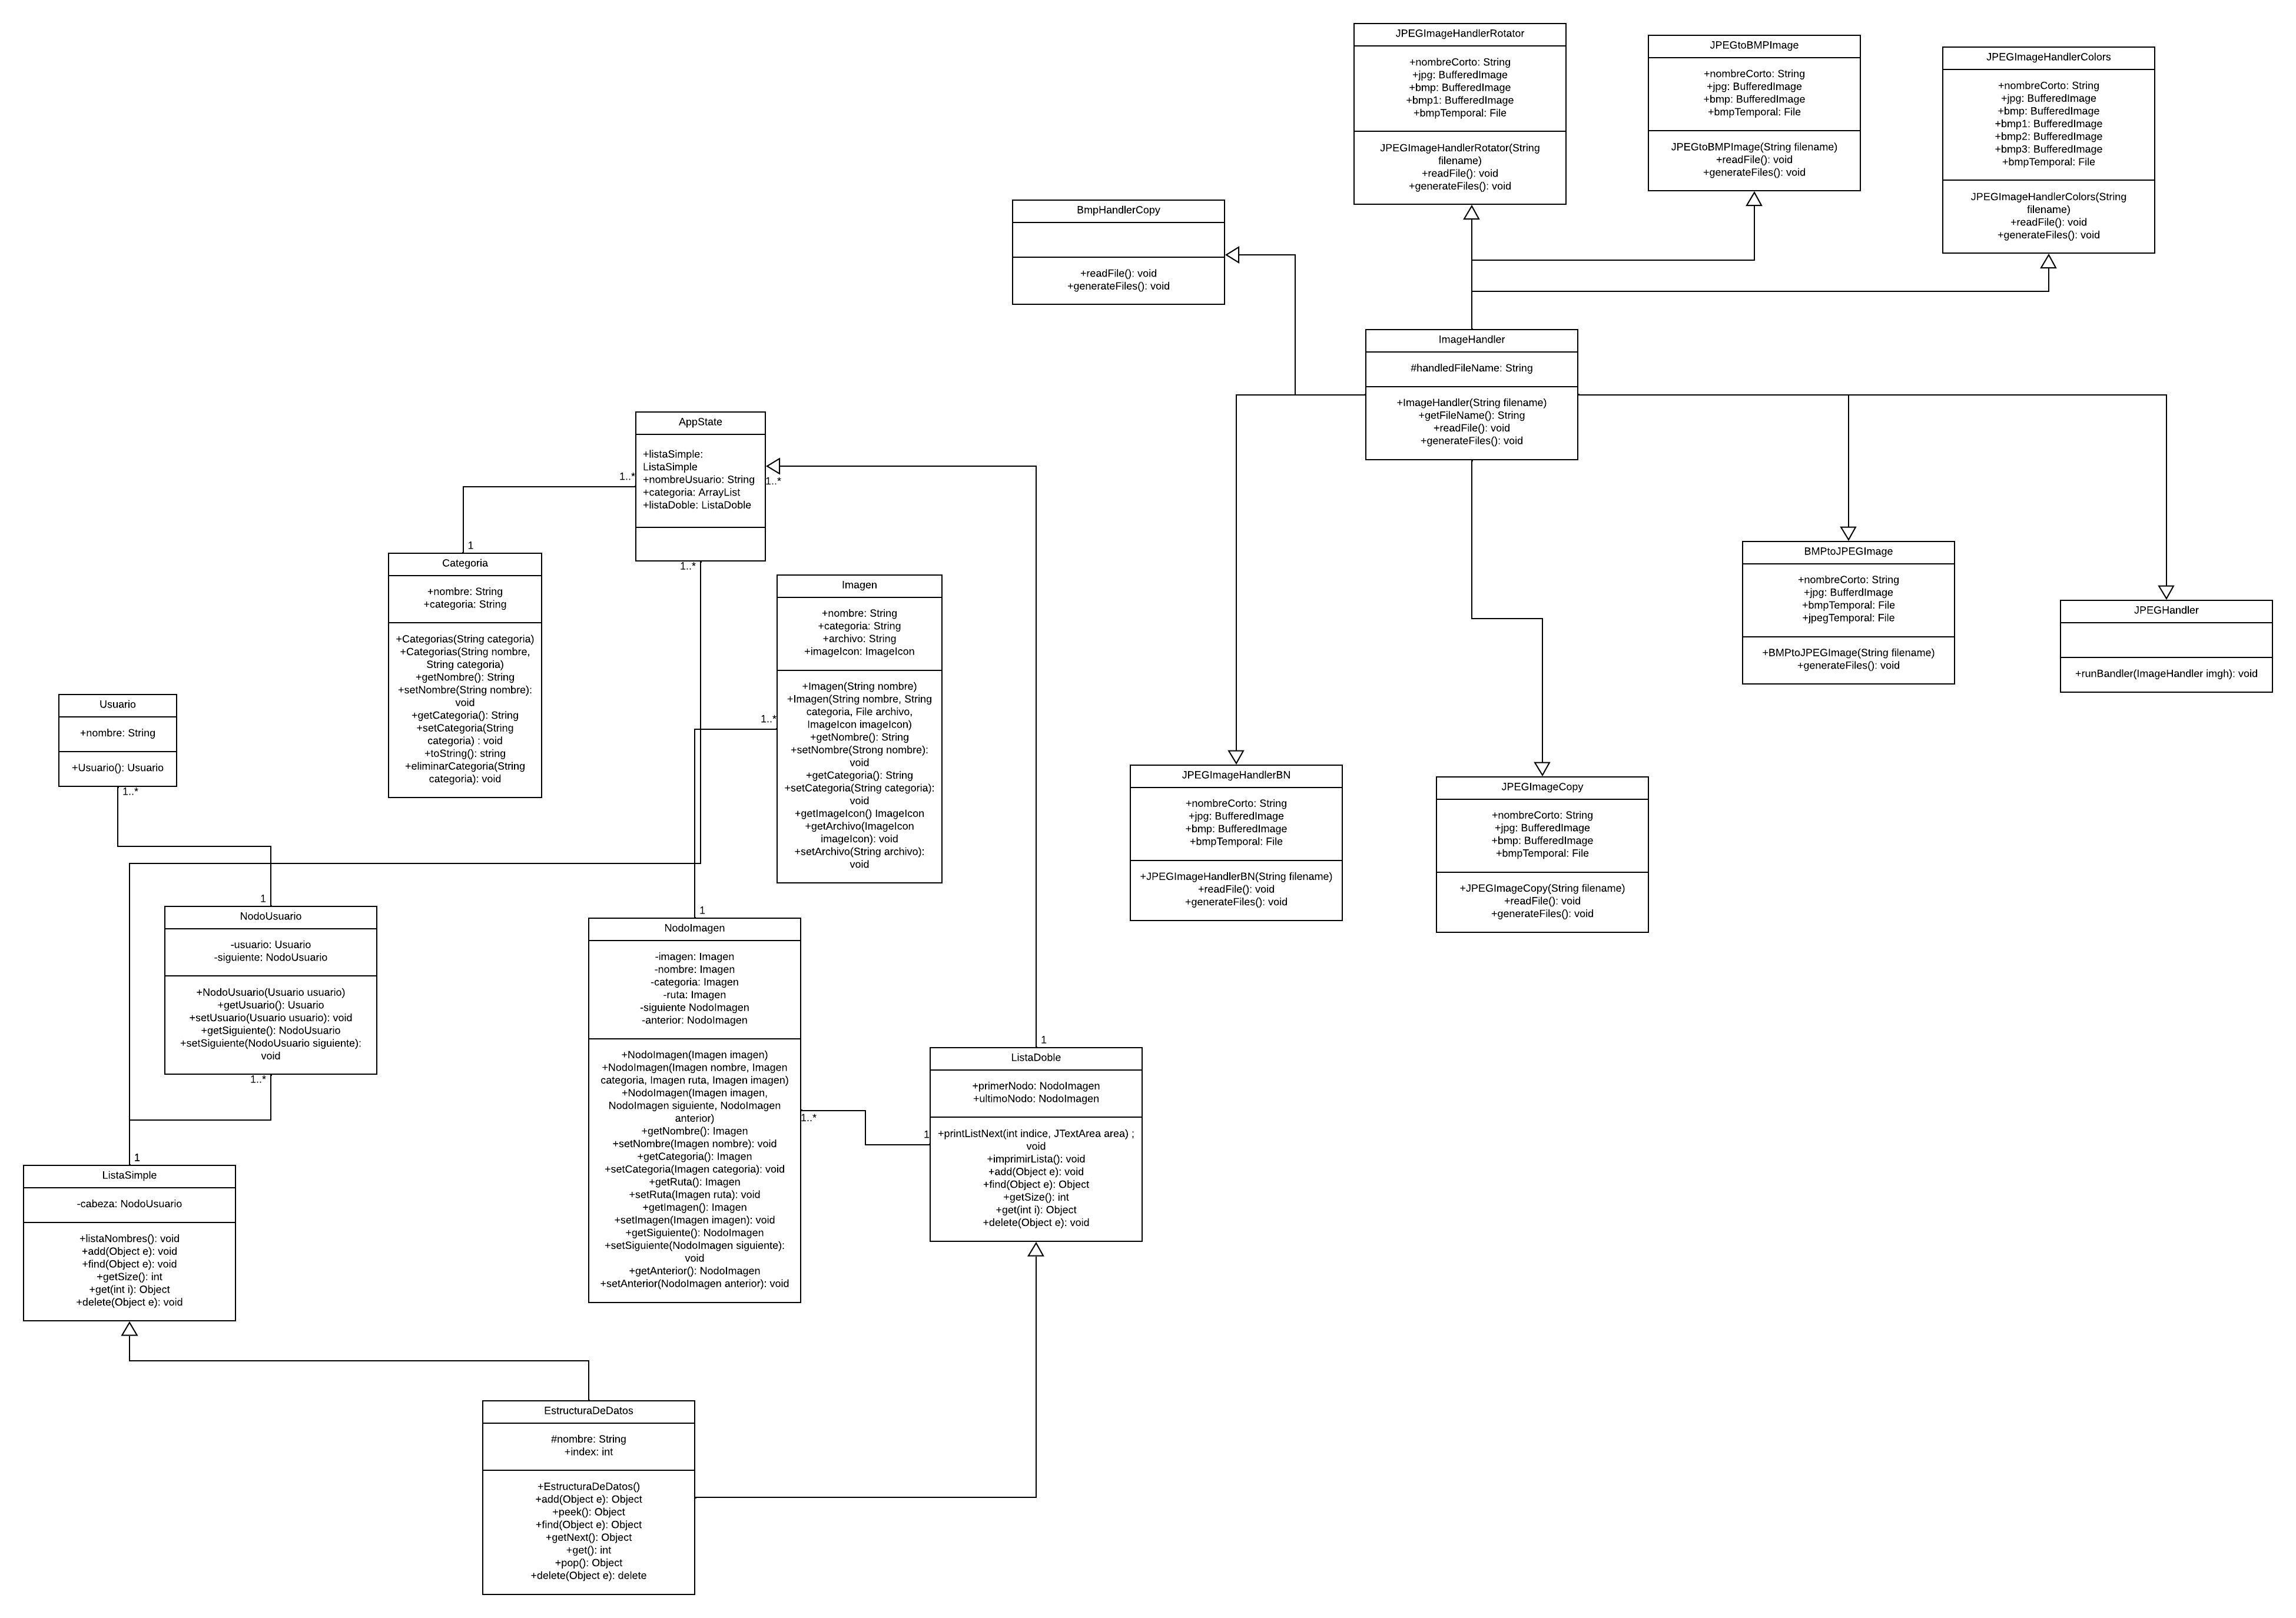 JPEGImageHandlerRotator
+nombreCorto: String
+jpg: BufferedImage
+bmp: BufferedImage
+bmp1: BufferedImage
+bmpTemporal: File
JPEGImageHandlerRotator(String
filename)
+readFile(): void
+generateFiles(): void
JPEGtoBMPImage
+nombreCorto: String
+jpg: BufferedImage
+bmp: BufferedImage
+bmpTemporal: File
JPEGtoBMPImage(String filename)
+readFile(): void
+generateFiles(): void
JPEGImageHandlerColors
+nombreCorto: String
+jpg: BufferedImage
+bmp: BufferedImage
+bmp1: BufferedImage
+bmp2: BufferedImage
+bmp3: BufferedImage
+bmpTemporal: File
JPEGImageHandlerColors(String
filename)
+readFile(): void
+generateFiles(): void
BmpHandlerCopy
+readFile(): void
+generateFiles(): void
ImageHandler
#handledFileName: String
+ImageHandler(String filename)
+getFileName(): String
+readFile(): void
+generateFiles(): void
AppState
+listaSimple:
ListaSimple
+nombreUsuario: String
+categoria: ArrayList
+listaDoble: ListaDoble
1..*
1..*
1..*
1
Categoria
+nombre: String
+categoria: String
+Categorias(String categoria)
+Categorias(String nombre,
String categoria)
+getNombre(): String
+setNombre(String nombre):
void
+getCategoria(): String
+setCategoria(String
categoria) : void
+toString(): string
+eliminarCategoria(String
categoria): void
Imagen
+nombre: String
+categoria: String
+archivo: String
+imageIcon: ImageIcon
+Imagen(String nombre)
+Imagen(String nombre, String
categoria, File archivo,
ImageIcon imageIcon)
+getNombre(): String
+setNombre(Strong nombre):
void
+getCategoria(): String
+setCategoria(String categoria):
void
+getImageIcon() ImageIcon
+getArchivo(ImageIcon
imageIcon): void
+setArchivo(String archivo):
void
1..*
BMPtoJPEGImage
+nombreCorto: String
+jpg: BufferdImage
+bmpTemporal: File
+jpegTemporal: File
+BMPtoJPEGImage(String filename)
+generateFiles(): void
JPEGHandler
+runBandler(ImageHandler imgh): void
Usuario
+nombre: String
+Usuario(): Usuario
1..*
JPEGImageHandlerBN
+nombreCorto: String
+jpg: BufferedImage
+bmp: BufferedImage
+bmpTemporal: File
+JPEGImageHandlerBN(String filename)
+readFile(): void
+generateFiles(): void
JPEGImageCopy
+nombreCorto: String
+jpg: BufferedImage
+bmp: BufferedImage
+bmpTemporal: File
+JPEGImageCopy(String filename)
+readFile(): void
+generateFiles(): void
1
NodoUsuario
-usuario: Usuario
-siguiente: NodoUsuario
+NodoUsuario(Usuario usuario)
+getUsuario(): Usuario
+setUsuario(Usuario usuario): void
+getSiguiente(): NodoUsuario
+setSiguiente(NodoUsuario siguiente):
void
1..*
1
NodoImagen
-imagen: Imagen
-nombre: Imagen
-categoria: Imagen
-ruta: Imagen
-siguiente NodoImagen
-anterior: NodoImagen
+NodoImagen(Imagen imagen)
+NodoImagen(Imagen nombre, Imagen
categoria, Imagen ruta, Imagen imagen)
+NodoImagen(Imagen imagen,
NodoImagen siguiente, NodoImagen
anterior)
+getNombre(): Imagen
+setNombre(Imagen nombre): void
+getCategoria(): Imagen
+setCategoria(Imagen categoria): void
+getRuta(): Imagen
+setRuta(Imagen ruta): void
+getImagen(): Imagen
+setImagen(Imagen imagen): void
+getSiguiente(): NodoImagen
+setSiguiente(NodoImagen siguiente):
void
+getAnterior(): NodoImagen
+setAnterior(NodoImagen anterior): void
1..*
1
1
ListaDoble
+primerNodo: NodoImagen
+ultimoNodo: NodoImagen
+printListNext(int indice, JTextArea area) ;
void
+imprimirLista(): void
+add(Object e): void
+find(Object e): Object
+getSize(): int
+get(int i): Object
+delete(Object e): void
1
ListaSimple
-cabeza: NodoUsuario
+listaNombres(): void
+add(Object e): void
+find(Object e): void
+getSize(): int
+get(int i): Object
+delete(Object e): void
EstructuraDeDatos
#nombre: String
+index: int
+EstructuraDeDatos()
+add(Object e): Object
+peek(): Object
+find(Object e): Object
+getNext(): Object
+get(): int
+pop(): Object
+delete(Object e): delete